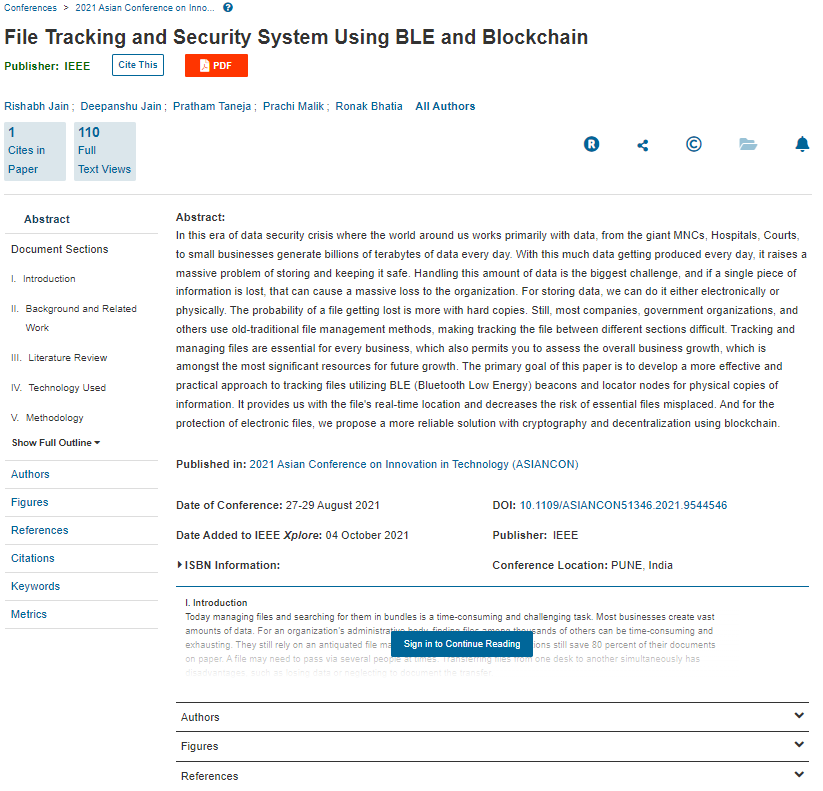 Conferences > 2021 Asian Conference on Inno... ?
File Tracking and Security System Using BLE and Blockchain
Publisher: IEEE Cite This PDF
Rishabh Jain ; Deepanshu Jain ; Pratham Taneja ; Prachi Malik ; Ronak Bhatia All Authors
1
Cites in
Paper
110
Full
Text Views
R
©
Abstract
Document Sections
I. Introduction
II. Background and Related
Work
III. Literature Review
IV. Technology Used
V. Methodology
Show Full Outline
Authors
Figures
References
Citations
Keywords
Metrics
Abstract:
In this era of data security crisis where the world around us works primarily with data, from the giant MNCs, Hospitals, Courts,
to small businesses generate billions of terabytes of data every day. With this much data getting produced every day, it raises a
massive problem of storing and keeping it safe. Handling this amount of data is the biggest challenge, and if a single piece of
information is lost, that can cause a massive loss to the organization. For storing data, we can do it either electronically or
physically. The probability of a file getting lost is more with hard copies. Still, most companies, government organizations, and
others use old-traditional file management methods, making tracking the file between different sections difficult. Tracking and
managing files are essential for every business, which also permits you to assess the overall business growth, which is
amongst the most significant resources for future growth. The primary goal of this paper is to develop a more effective and
practical approach to tracking files utilizing BLE (Bluetooth Low Energy) beacons and locator nodes for physical copies of
information. It provides us with the file's real-time location and decreases the risk of essential files misplaced. And for the
protection of electronic files, we propose a more reliable solution with cryptography and decentralization using blockchain.
Published in: 2021 Asian Conference on Innovation in Technology (ASIANCON)
Date of Conference: 27-29 August 2021 DOI: 10.1109/ASIANCON51346.2021.9544546
Date Added to IEEE Xplore: 04 October 2021 Publisher: IEEE
ISBN Information: Conference Location: PUNE, India
I. Introduction
Today managing files and searching for them in bundles is a time-consuming and challenging task. Most businesses create vast
amounts of data. For an organization's administrative body, finding files among thousands of others can be time-consuming and
exhausting. They still rely on an antiquated file Sign in to Continue Reading still save 80 percent of their documents
on paper. A file may need to pass via several people at times. Transferring files from one desk to another simultaneously has
disadvantages, such as losing data or neglecting to document the transfer.
Authors
Figures
References